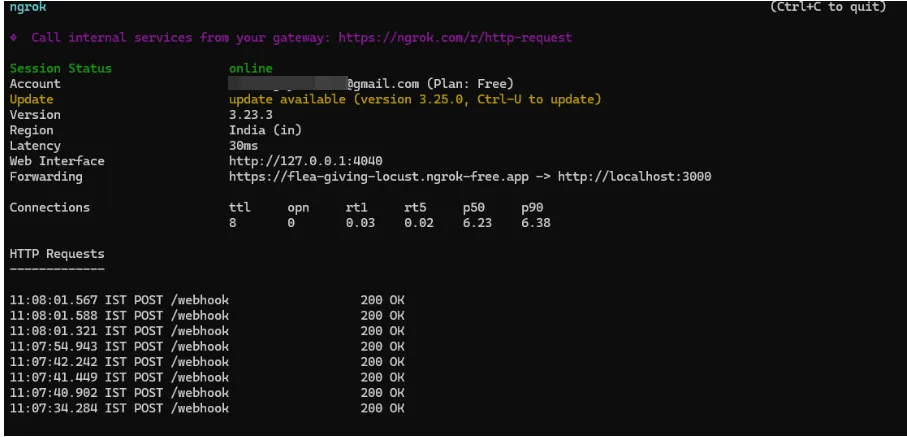 ngrok (Ctrl+C to quit)
� Call internal services from your gateway: https://ngrok.com/r/http-request
Session Status online
Account @gmail.com (Plan: Free)
Update update available (version 3.25.0, Ctrl-U to update)
Version 3.23.3
Region India (in)
Latency 30ms
Web Interface http://127.0.0.1:4040
Forwarding https://flea-giving-locust.ngrok-free.app -> http://localhost:3000
Connections ttl opn rt1 rt5 p50 p90
8 0 0.03 0.02 6.23 6.38
HTTP Requests
-------------
11:08:01.567 IST POST /webhook 200 OK
11:08:01.588 IST POST /webhook 200 OK
11:08:01.321 IST POST /webhook 200 OK
11:07:54.943 IST POST /webhook 200 OK
11:07:42.242 IST POST /webhook 200 OK
11:07:41.449 IST POST /webhook 200 OK
11:07:40.902 IST POST /webhook 200 OK
11:07:34.284 IST POST /webhook 200 OK